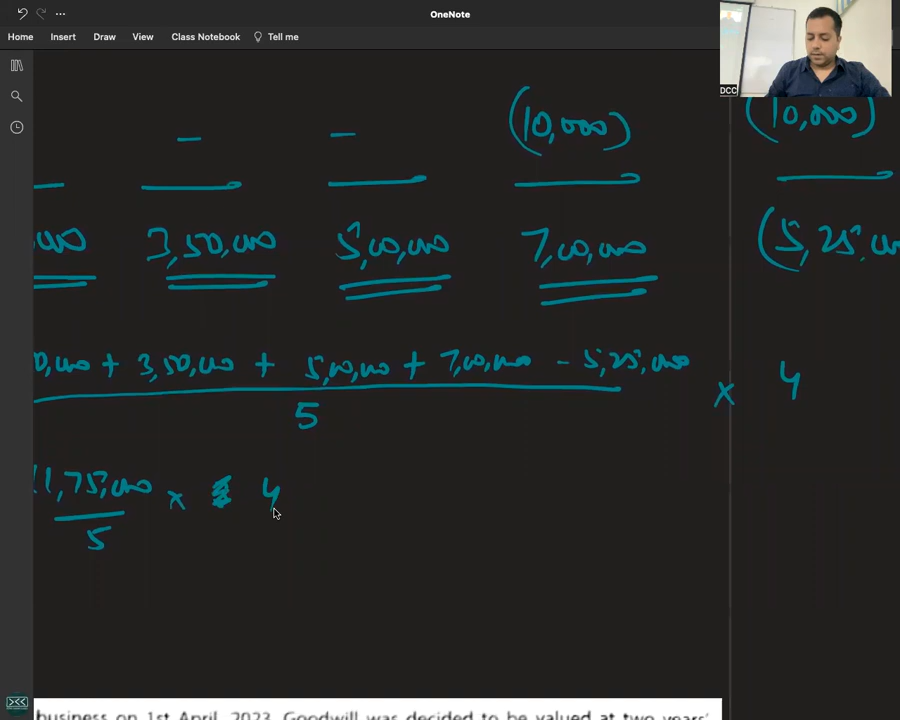 OneNote
Home Insert Draw View Class Notebook Tell me
DCC
- - (10,000) (10,000)
3,50,000 5,00,000 7,00,000 (5,25,
+ 3,50,000 + 5,00,000 + 7,00,000 - 5,25,000
5 x 4
11,75,000 x 4
5
business on 1st April, 2023. Goodwill was decided to be valued at two years'